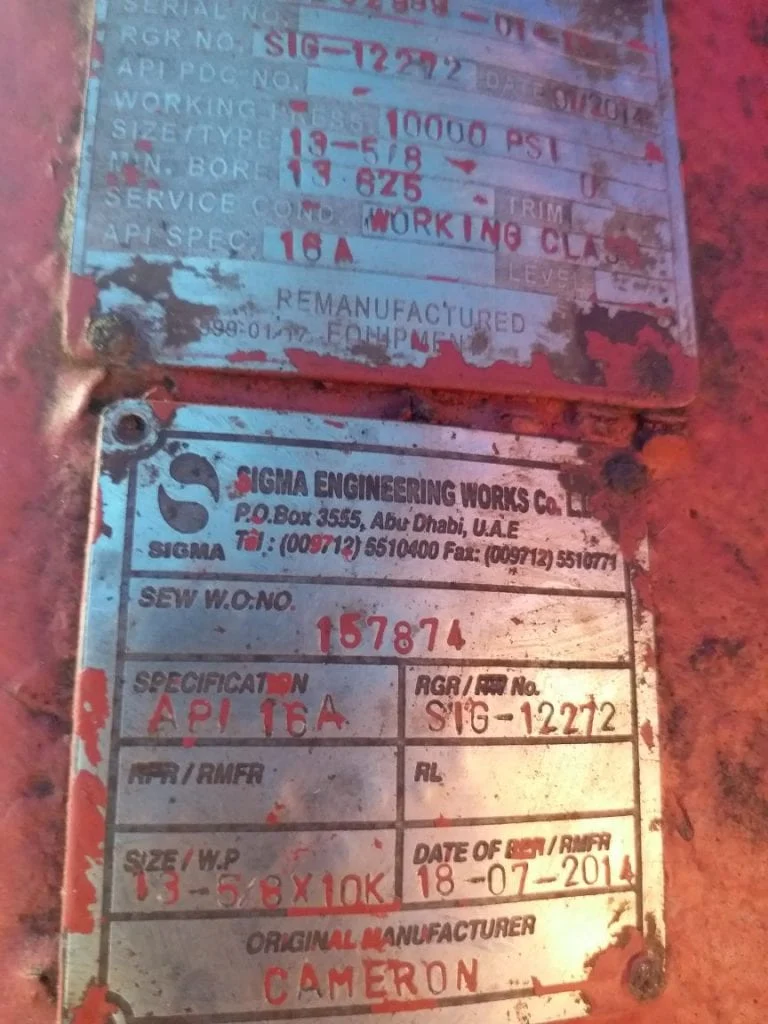 SERIAL NO.
RGR NO. SIG-12272 DATE 07/2014
API PDC NO.
WORKING PRESS. 10000 PSI
SIZE/TYPE 13-5/8 U
MIN. BORE 13 625 TRIM
SERVICE COND. WORKING CLASS
API SPEC. 16A LEVEL
REMANUFACTURED
EQUIPMENT
SIGMA ENGINEERING WORKS Co.
P.O.Box 3555, Abu Dhabi, U.A.E
SIGMA Tel : (009712) 5510400 Fax: (009712) 5510771
SEW W.O.NO.
157874
SPECIFICATION RGR / No.
API 16A SIG-12272
RPR / RMFR RL
SIZE / W.P DATE OF / RMFR
13-5/8X10K 18-07-2014
ORIGINAL MANUFACTURER
CAMERON